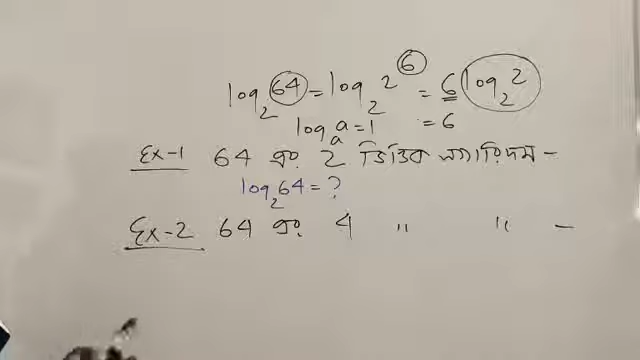 log₂64 = log₂2⁶ = 6 log₂2
logₐa = 1 = 6
Ex-1 64 এর 2 ভিত্তিক লগারিদম -
log₂64 = ?
Ex-2 64 এর 4 " " -